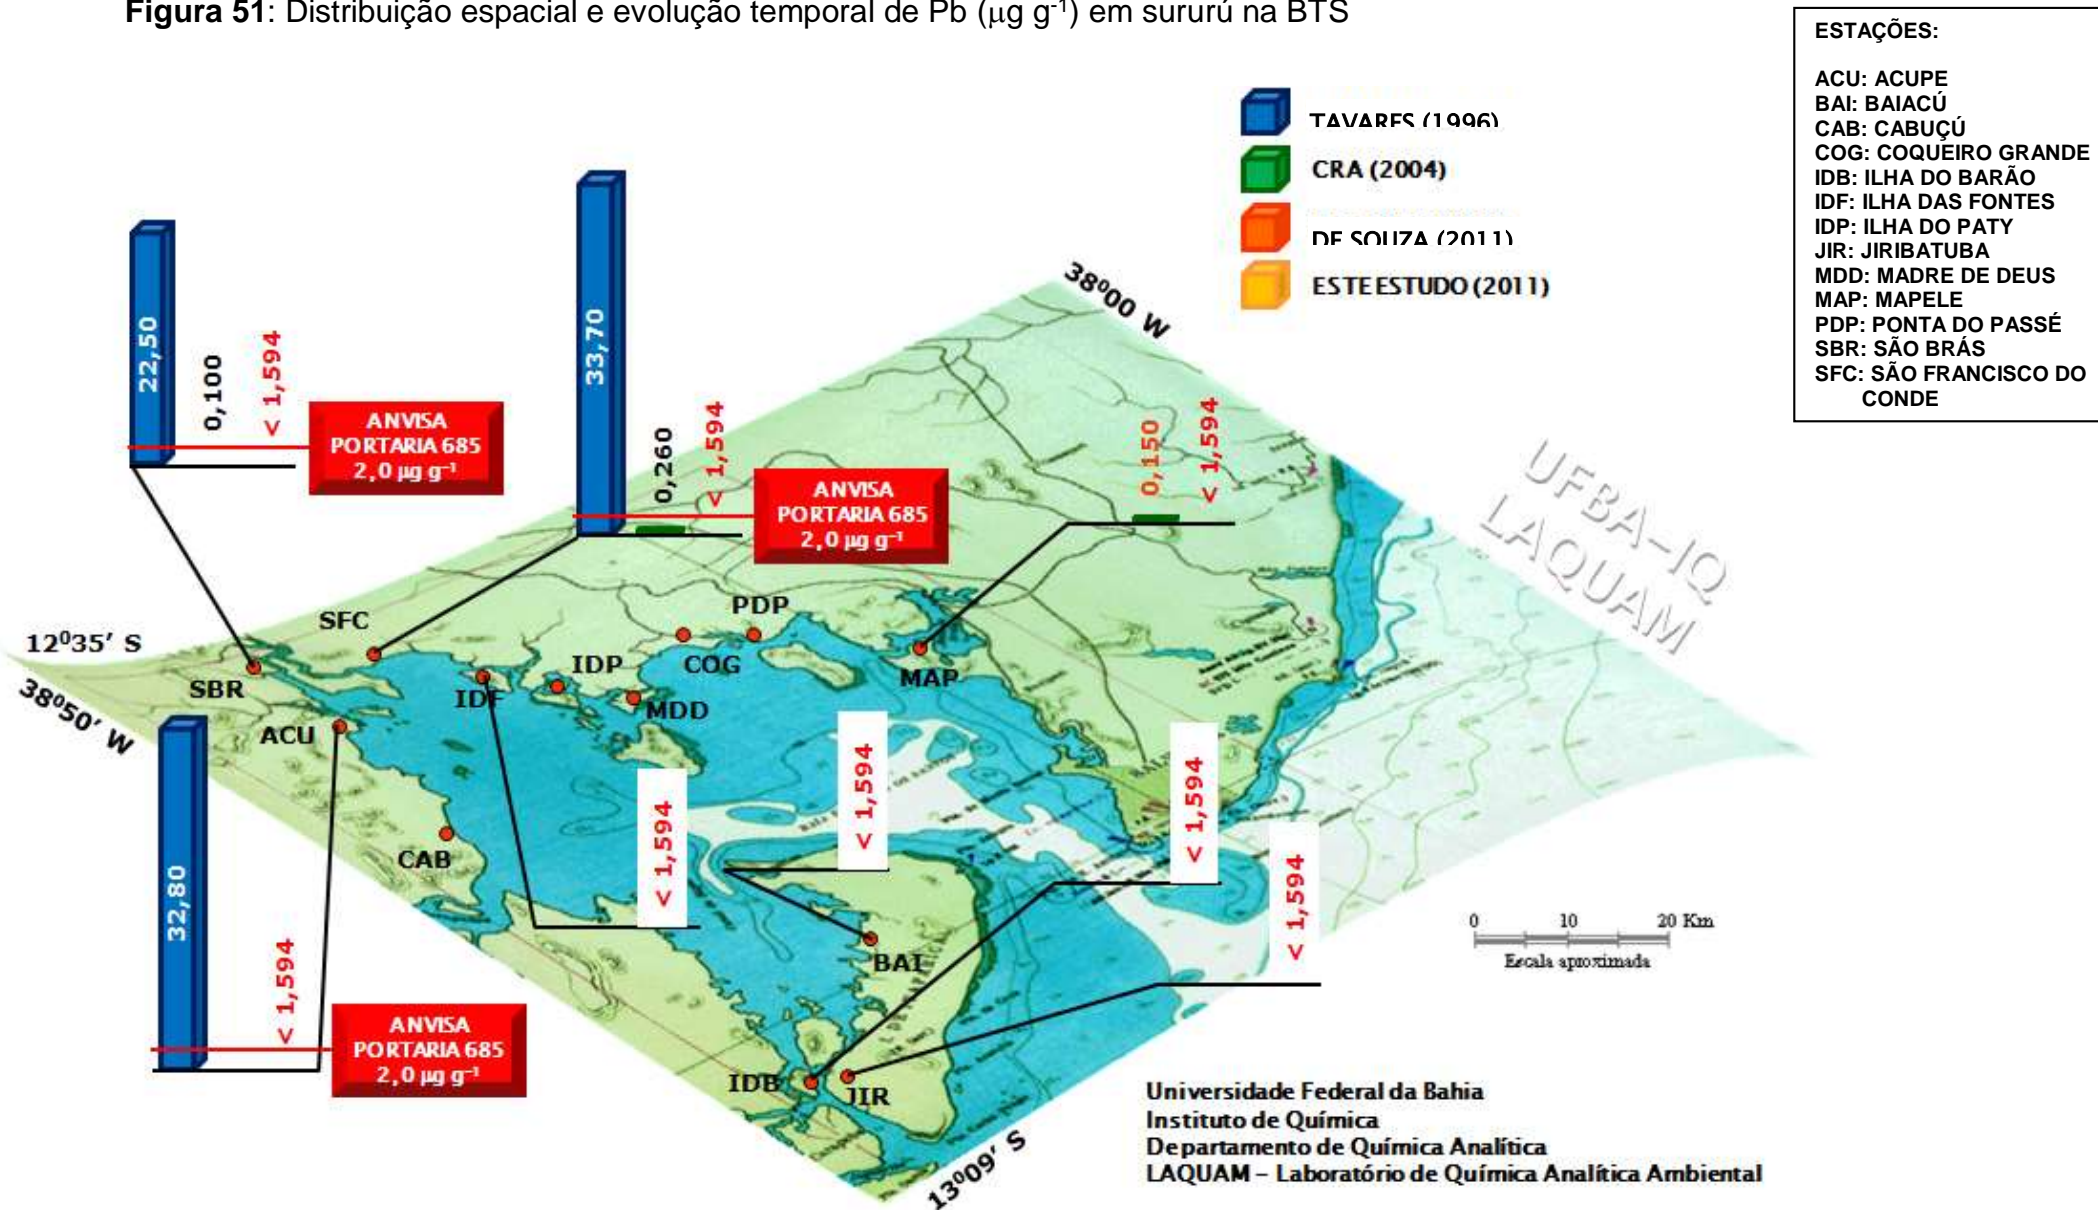 Figura 51: Distribuição espacial e evolução temporal de Pb (μg g⁻¹) em sururú na BTS
ESTAÇÕES:
ACU: ACUPE
BAI: BAIACÚ
CAB: CABUÇÚ
COG: COQUEIRO GRANDE
IDB: ILHA DO BARÃO
IDF: ILHA DAS FONTES
IDP: ILHA DO PATY
JIR: JIRIBATUBA
MDD: MADRE DE DEUS
MAP: MAPELE
PDP: PONTA DO PASSÉ
SBR: SÃO BRÁS
SFC: SÃO FRANCISCO DO
CONDE
TAVARES (1996)
CRA (2004)
DE SOUZA (2011)
ESTE ESTUDO (2011)
38⁰00 W
22,50
0,100
< 1,594
ANVISA
PORTARIA 685
2,0 μg g⁻¹
33,70
0,260
< 1,594
ANVISA
PORTARIA 685
2,0 μg g⁻¹
0,150
< 1,594
UFBA-IQ
LAQUAM
12⁰35′ S
38⁰50′ W
SFC
PDP
SBR
IDF
IDP
COG
MAP
MDD
ACU
CAB
32,80
< 1,594
ANVISA
PORTARIA 685
2,0 μg g⁻¹
< 1,594
< 1,594
< 1,594
< 1,594
BAI
IDB
JIR
13⁰09′ S
0 10 20 Km
Escala aproximada
Universidade Federal da Bahia
Instituto de Química
Departamento de Química Analítica
LAQUAM – Laboratório de Química Analítica Ambiental